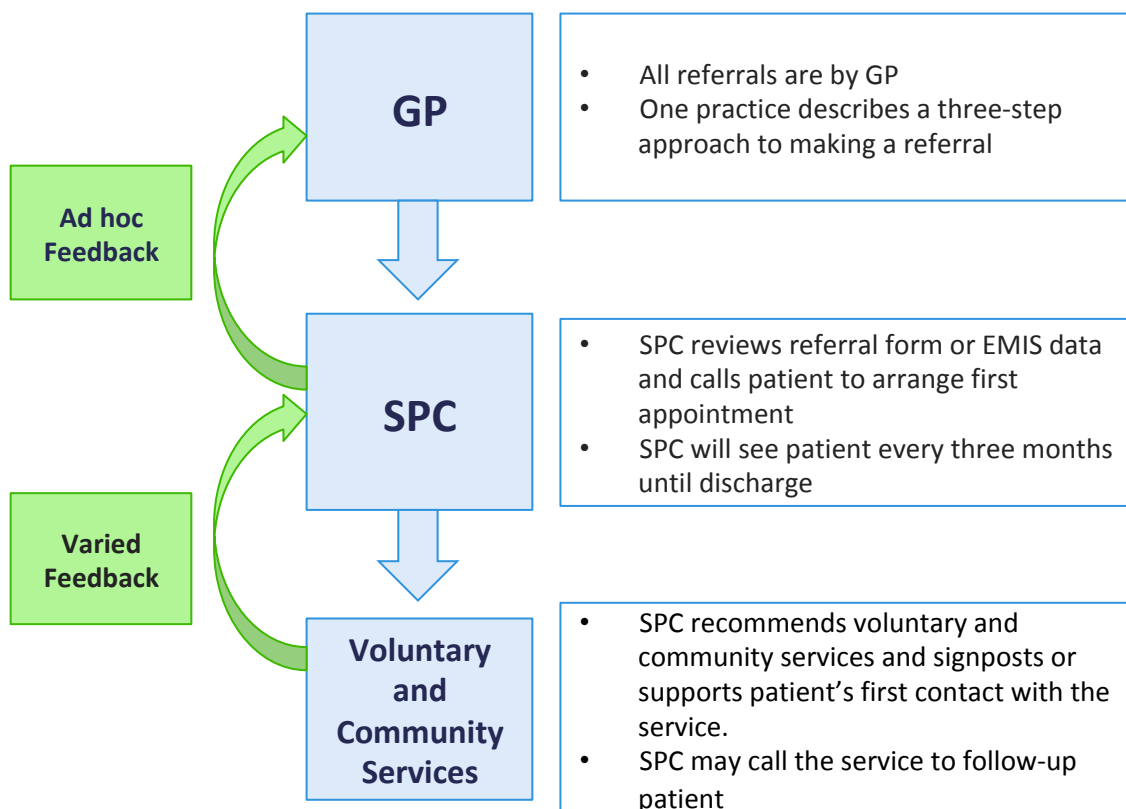 GP
• All referrals are by GP
• One practice describes a three-step
approach to making a referral
Ad hoc
Feedback
SPC
• SPC reviews referral form or EMIS data
and calls patient to arrange first
appointment
• SPC will see patient every three months
until discharge
Varied
Feedback
Voluntary
and
Community
Services
• SPC recommends voluntary and
community services and signposts or
supports patient’s first contact with the
service.
• SPC may call the service to follow-up
patient